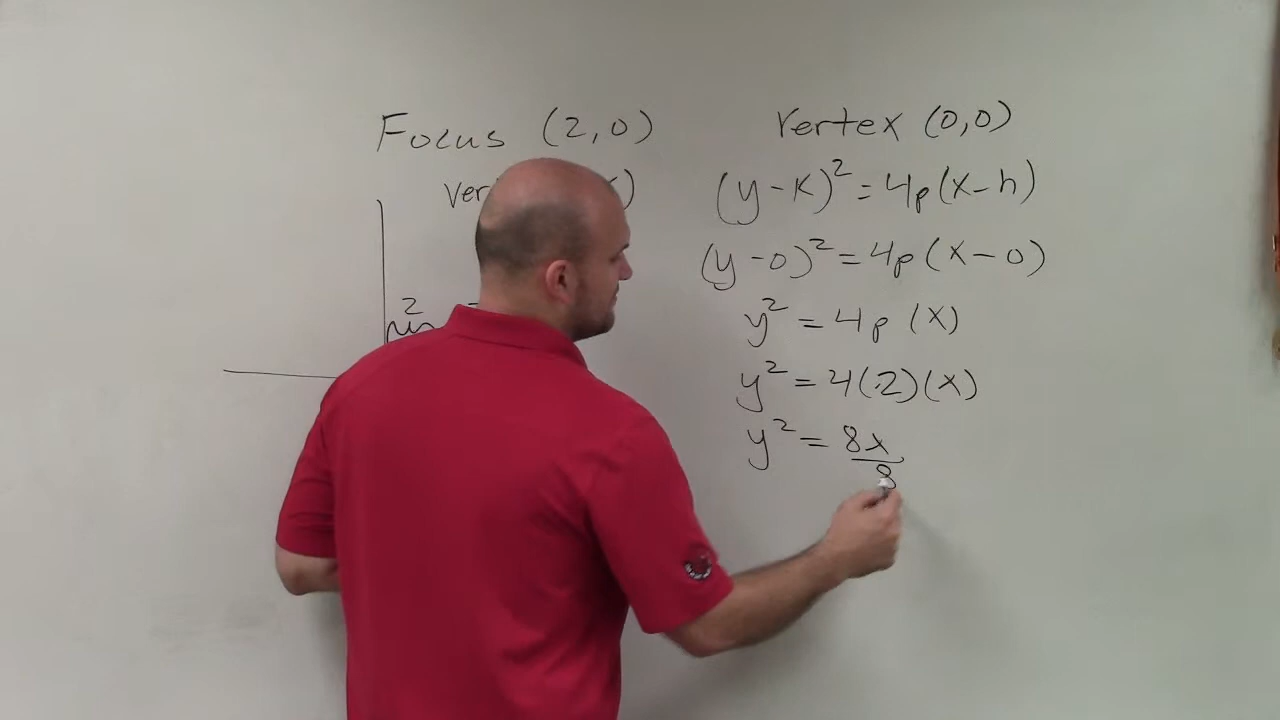 Focus (2,0)
2
Vertex (0,0)
(y-k)² = 4p(x-h)
(y-0)² = 4p(x-0)
y² = 4p (x)
y² = 4(2)(x)
y² = 8x
8